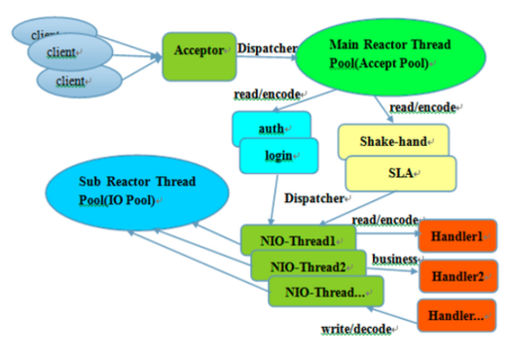 client
client
client
Acceptor
Dispatcher
Main Reactor Thread
Pool(Accept Pool)
read/encode
read/encode
auth
login
Shake-hand
SLA
Sub Reactor Thread
Pool(IO Pool)
Dispatcher
NIO-Thread1
NIO-Thread2
NIO-Thread...
read/encode
business
write/decode
Handler1
Handler2
Handler...